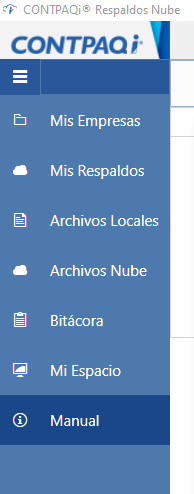 CONTPAQi® Respaldos Nube
CONTPAQi®
Mis Empresas
Mis Respaldos
Archivos Locales
Archivos Nube
Bitácora
Mi Espacio
Manual